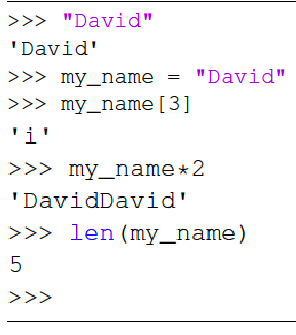 >>> "David"
'David'
>>> my_name = "David"
>>> my_name[3]
'i'
>>> my_name*2
'DavidDavid'
>>> len(my_name)
5
>>>